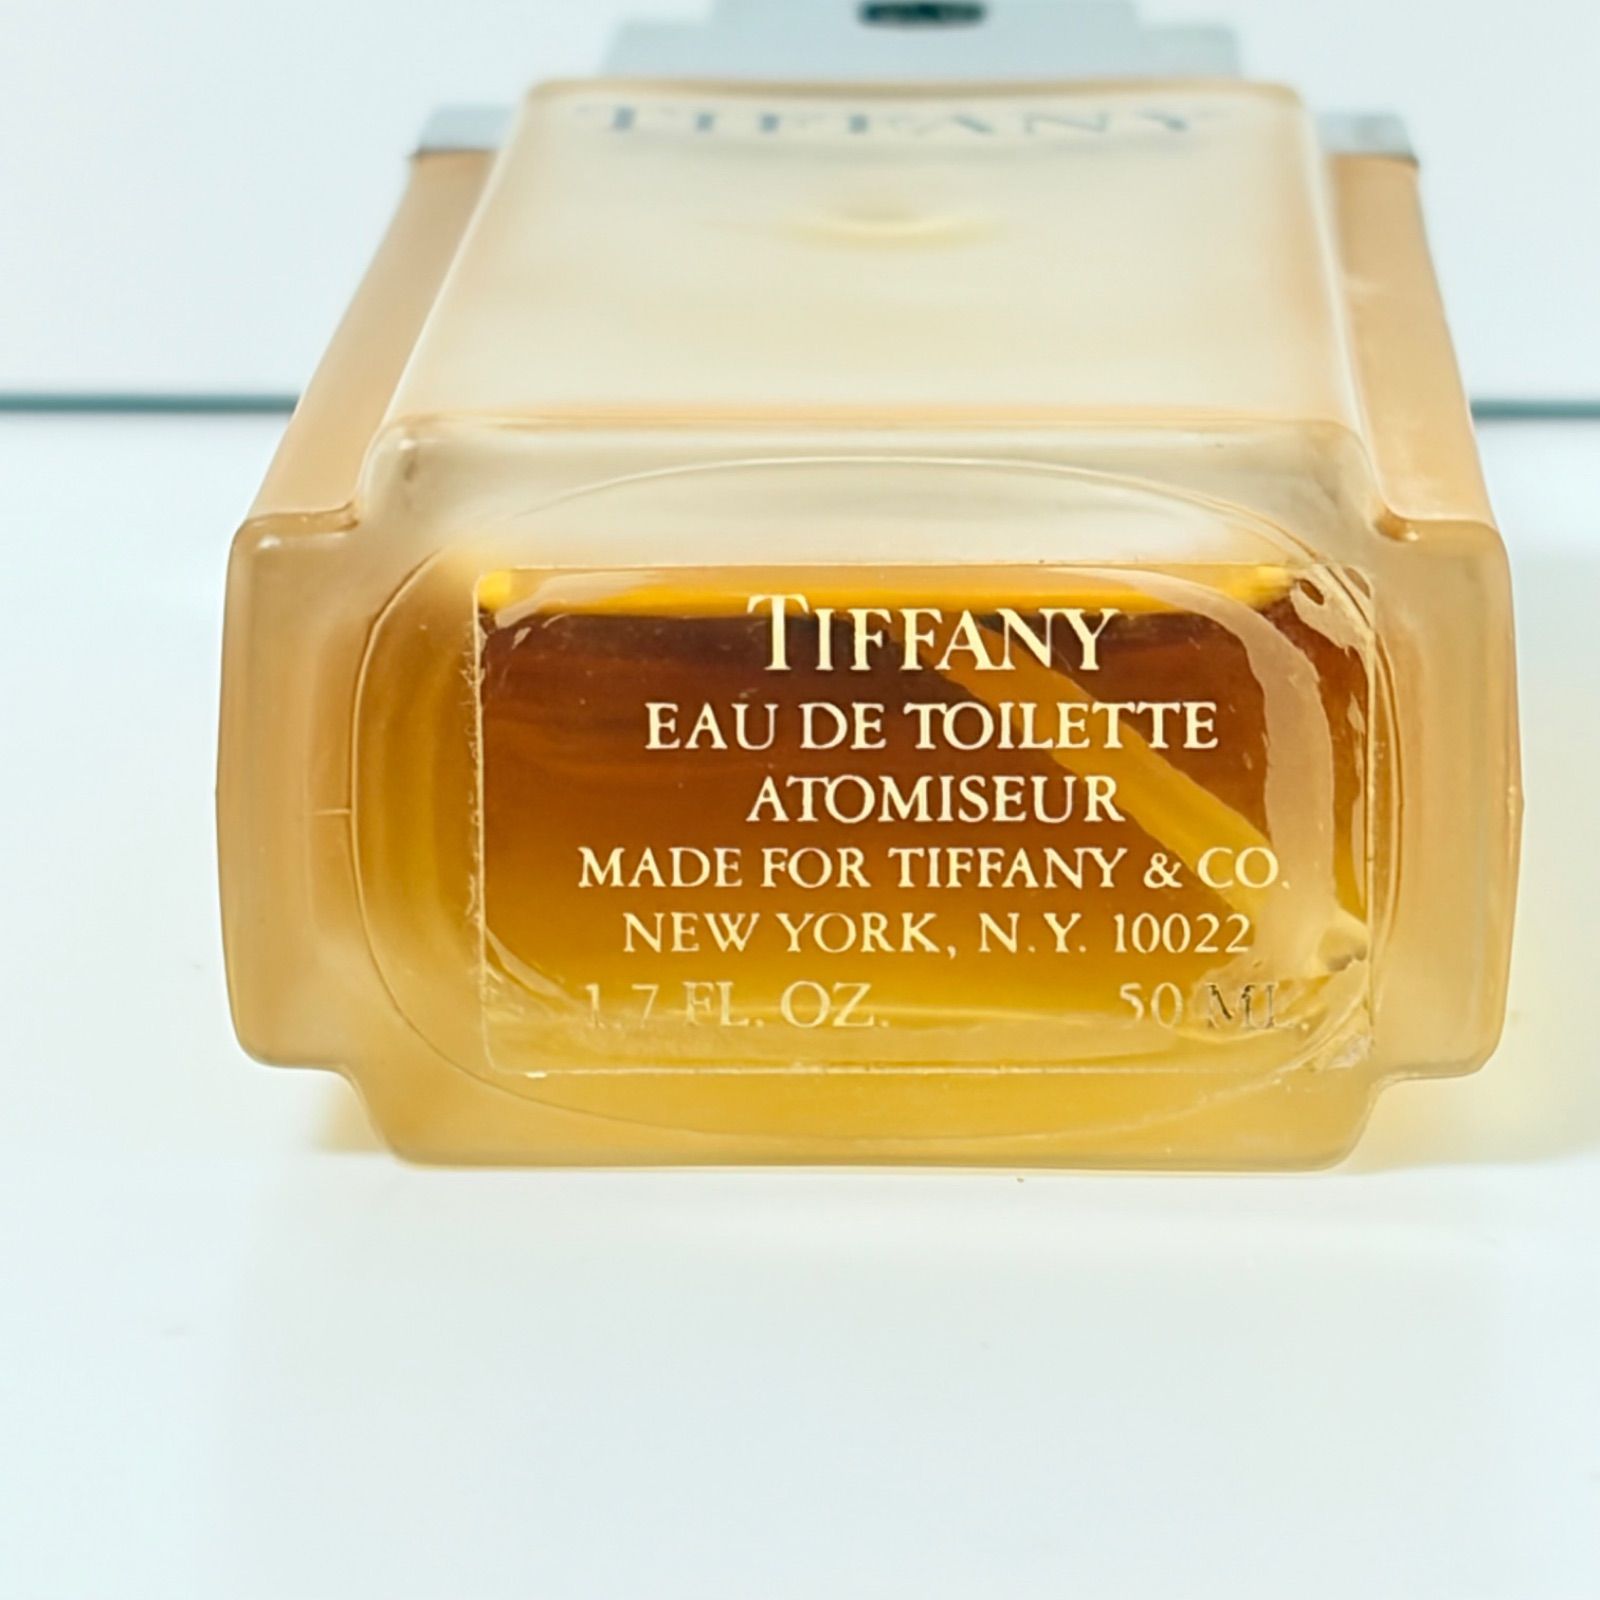 TIFFANY
TIFFANY
EAU DE TOILETTE
ATOMISEUR
MADE FOR TIFFANY & CO.
NEW YORK, N.Y. 10022
1.7 FL. OZ. 50 ML.